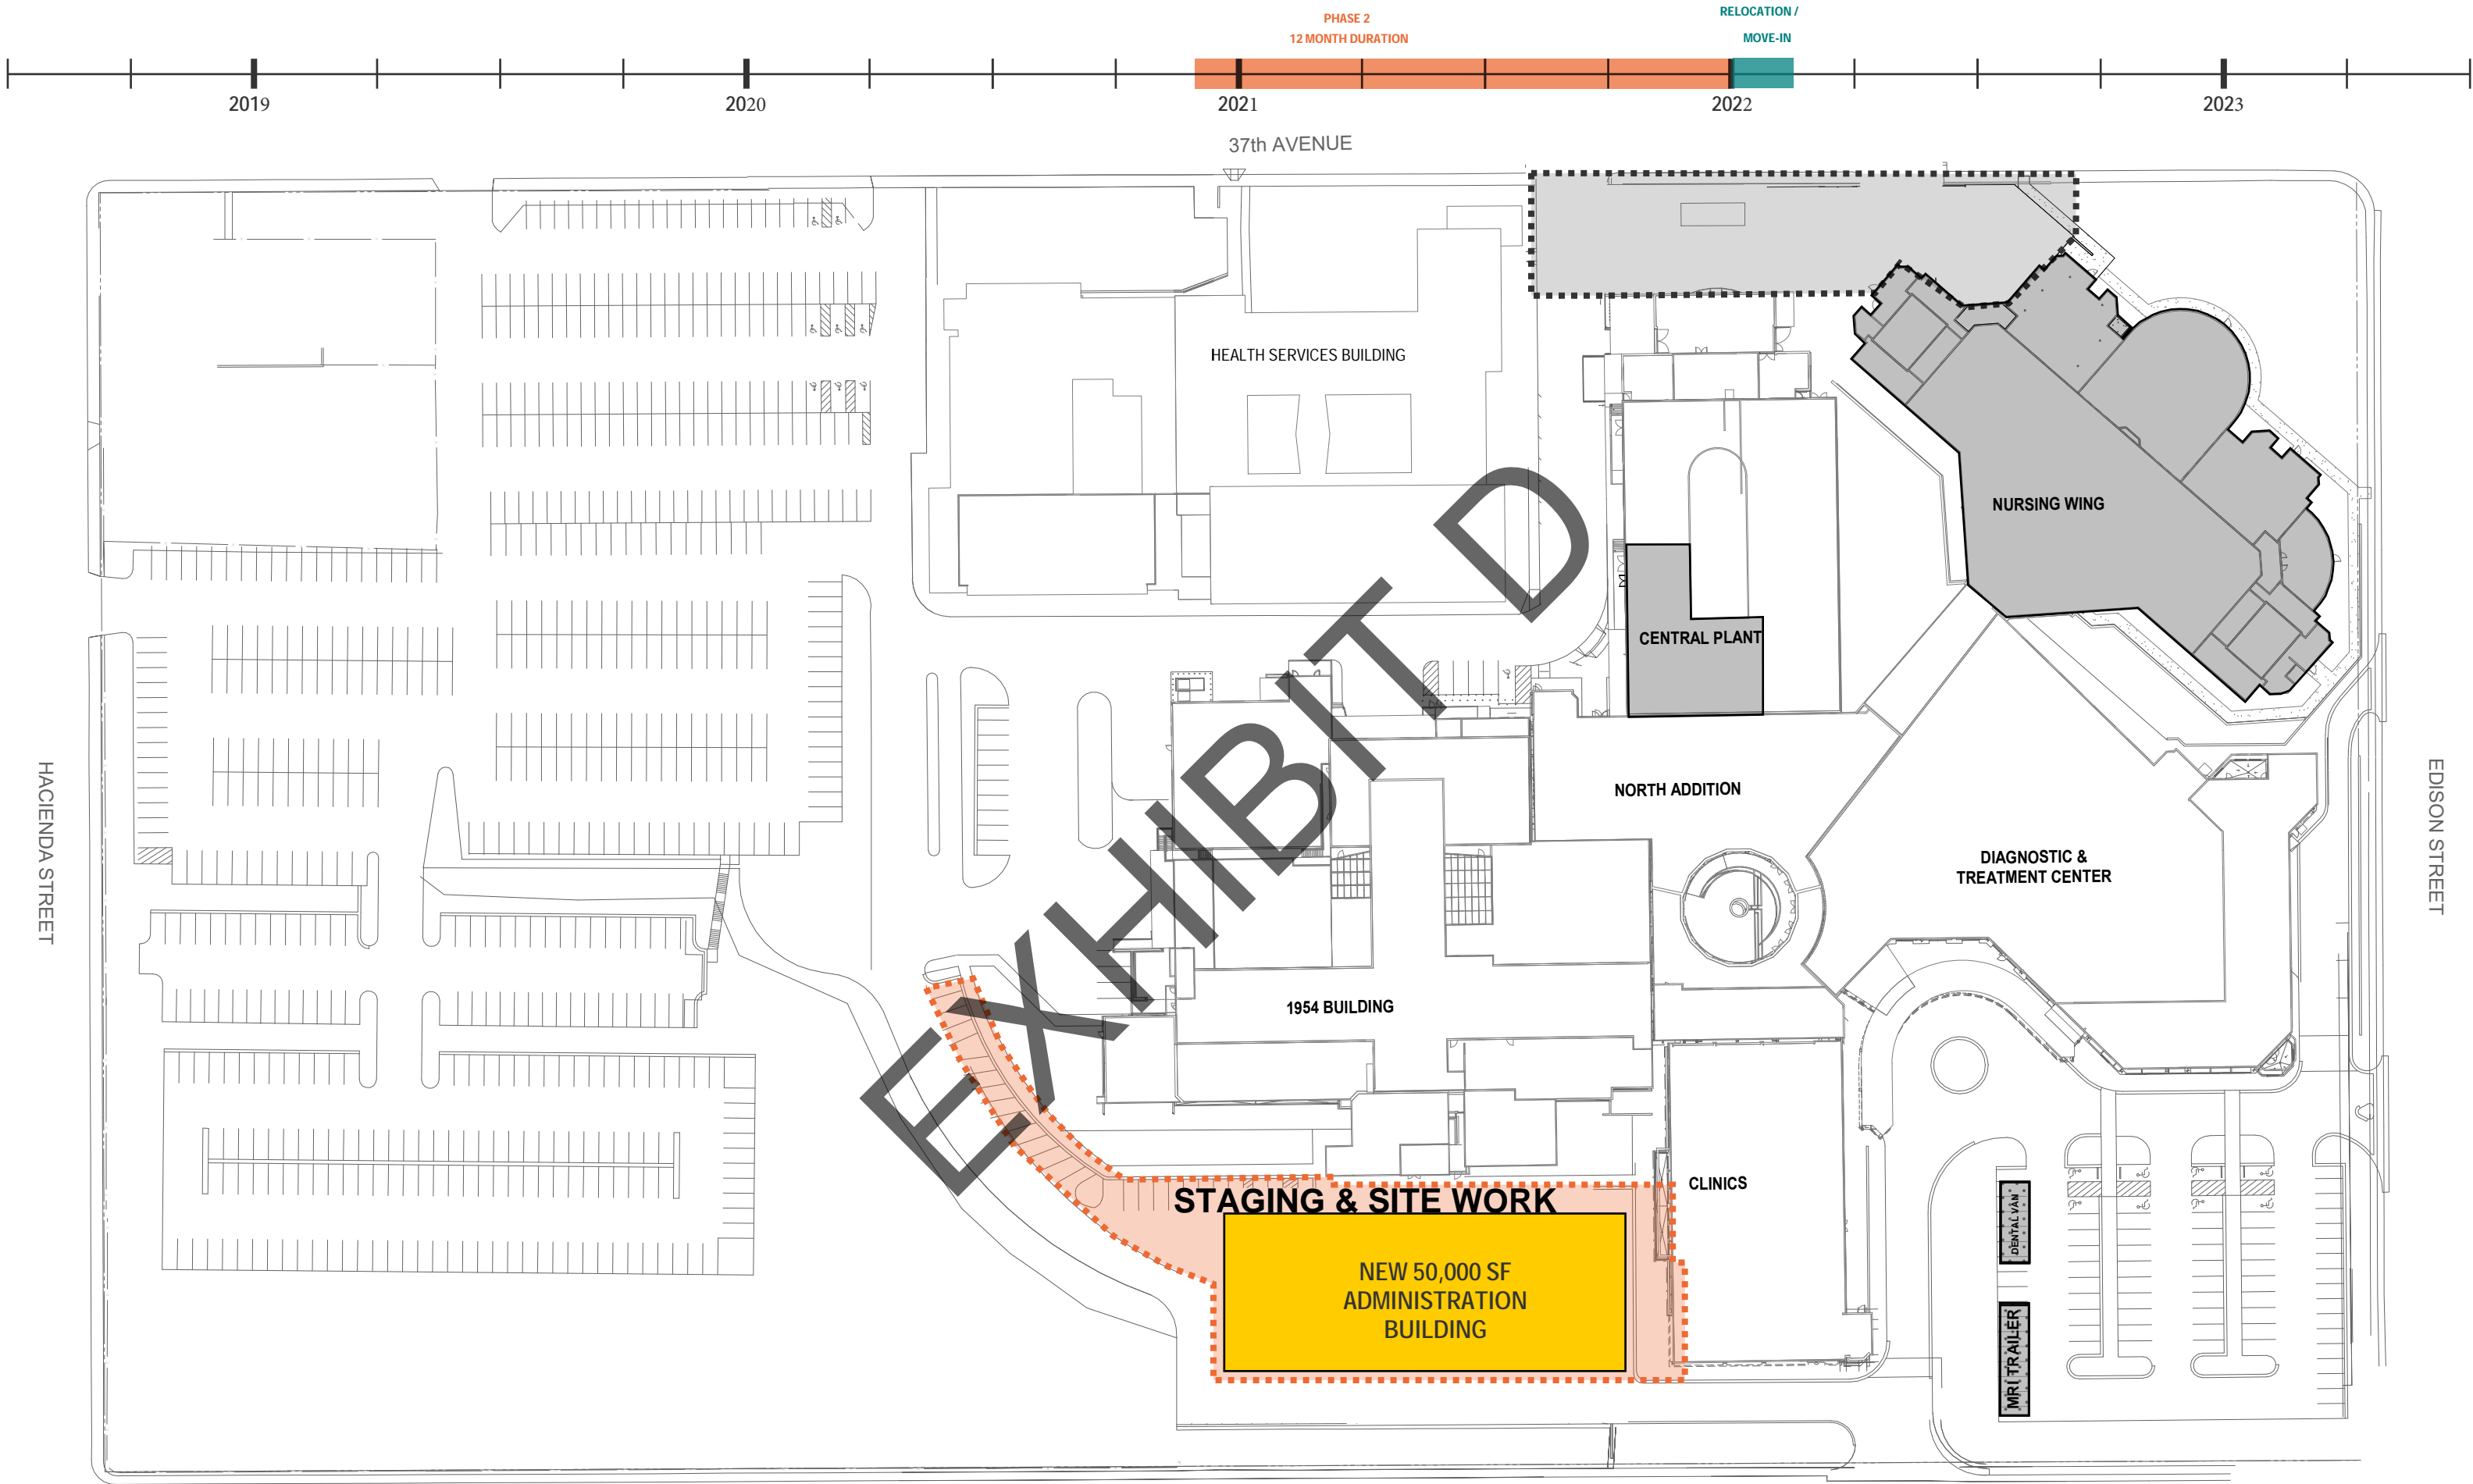 PHASE 2
12 MONTH DURATION
RELOCATION /
MOVE-IN
2019
2020
2021
2022
2023
37th AVENUE
HEALTH SERVICES BUILDING
NURSING WING
CENTRAL PLANT
NORTH ADDITION
HACIENDA STREET
EDISON STREET
DIAGNOSTIC &
TREATMENT CENTER
1954 BUILDING
EXHIBIT D
CLINICS
STAGING & SITE WORK
DENTAL VAN
NEW 50,000 SF
ADMINISTRATION
BUILDING
MRI TRAILER